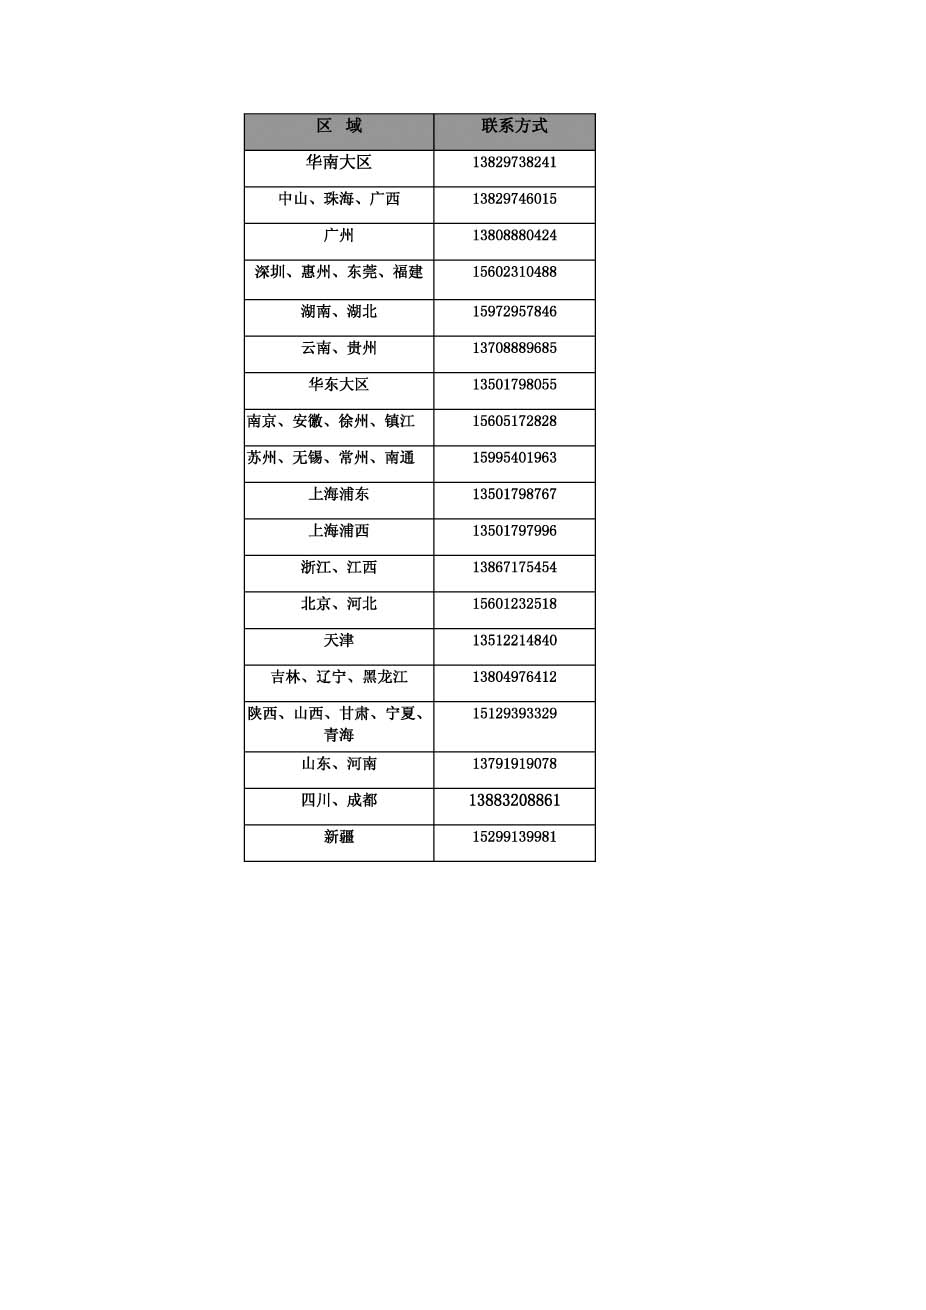 区 域 联系方式
华南大区 13829738241
中山、珠海、广西 13829746015
广州 13808880424
深圳、惠州、东莞、福建 15602310488
湖南、湖北 15972957846
云南、贵州 13708889685
华东大区 13501798055
南京、安徽、徐州、镇江 15605172828
苏州、无锡、常州、南通 15995401963
上海浦东 13501798767
上海浦西 13501797996
浙江、江西 13867175454
北京、河北 15601232518
天津 13512214840
吉林、辽宁、黑龙江 13804976412
陕西、山西、甘肃、宁夏、 15129393329
青海
山东、河南 13791919078
四川、成都 13883208861
新疆 15299139981